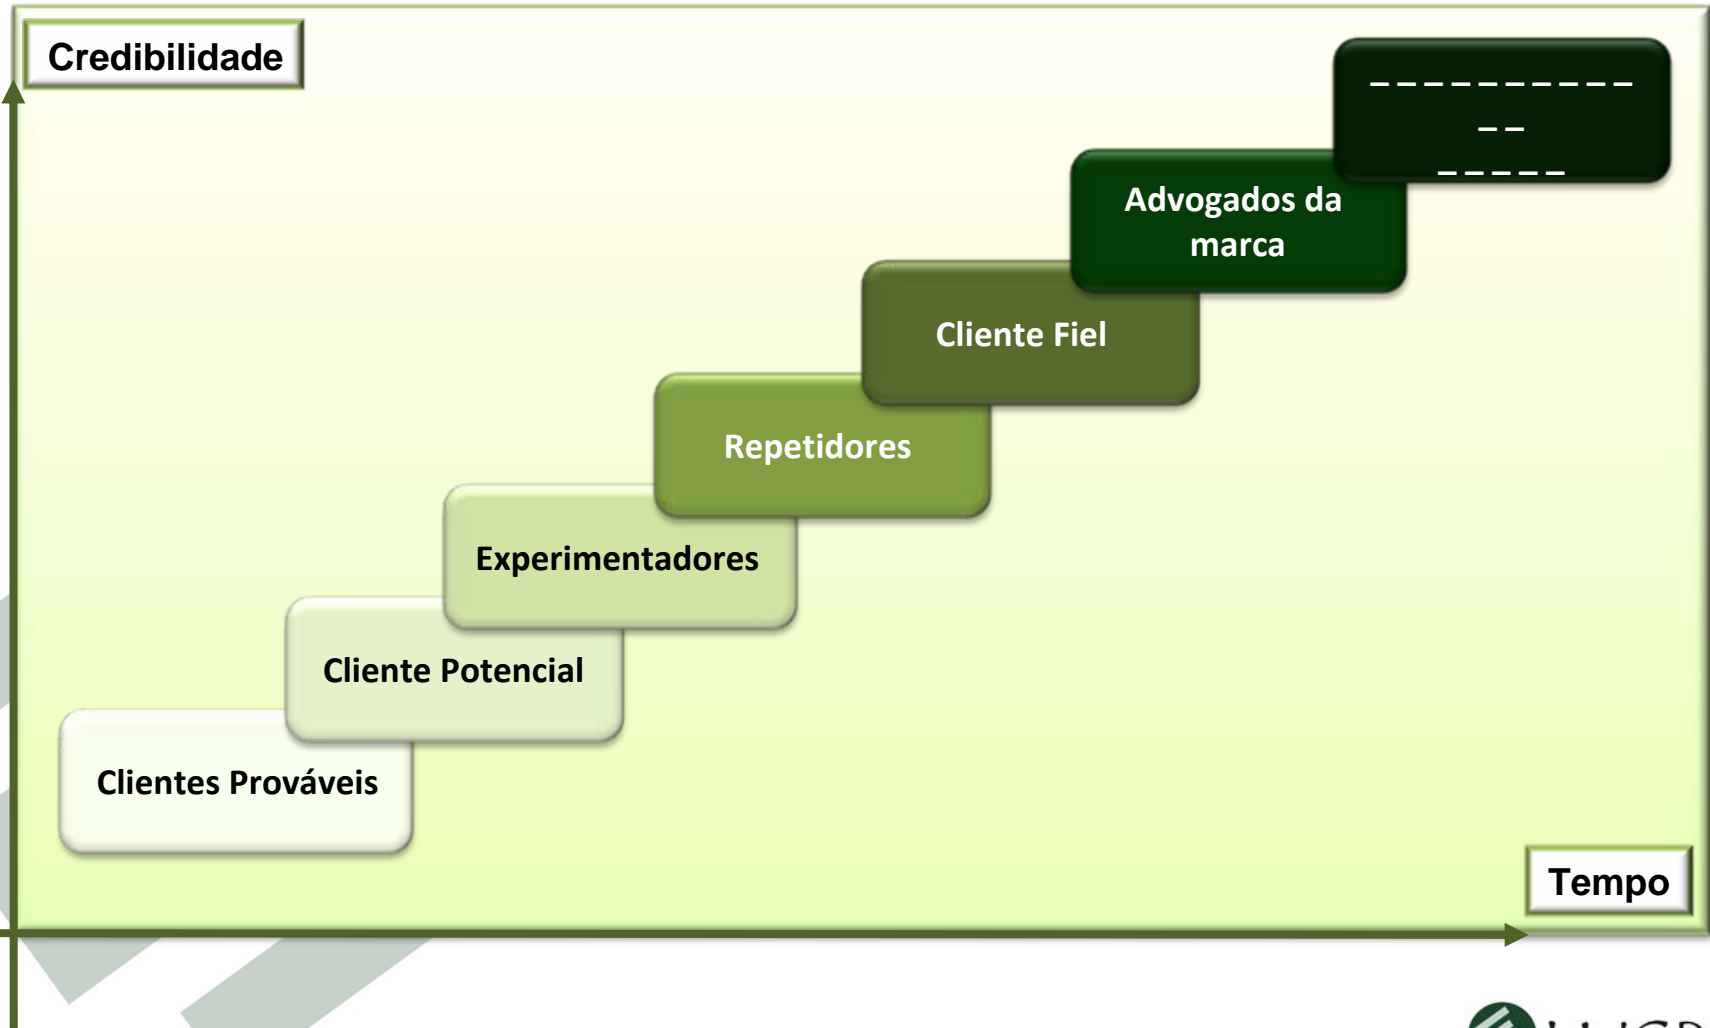 Credibilidade
_ _ _ _ _ _ _ _ _ _
_ _
_ _ _ _ _
Advogados da
marca
Cliente Fiel
Repetidores
Experimentadores
Cliente Potencial
Clientes Prováveis
Tempo